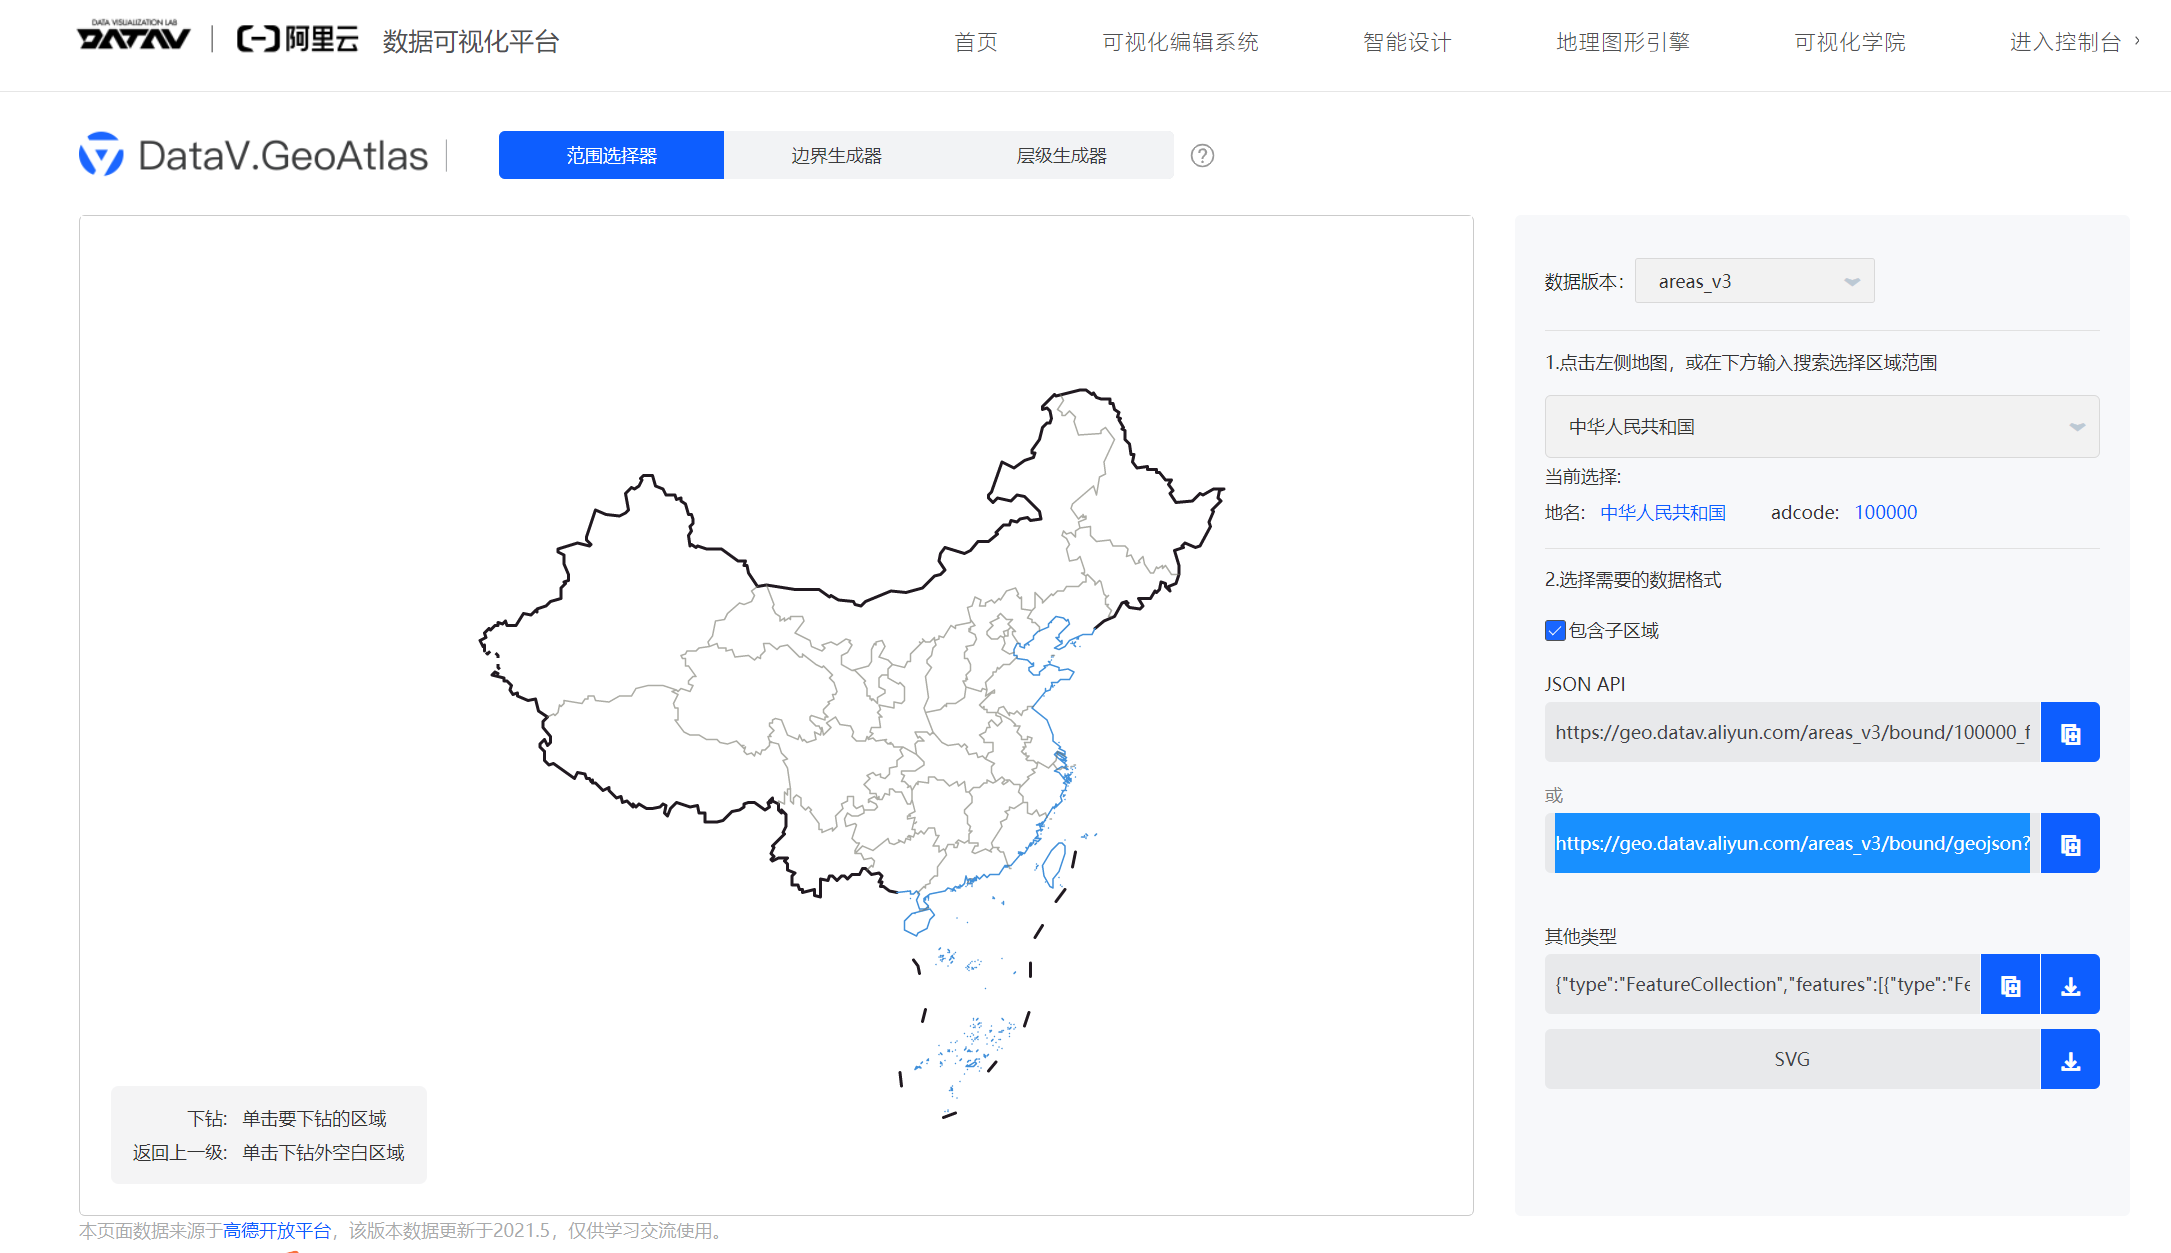 DATA VISUALIZATION LAB
DATAV
阿里云
数据可视化平台
首页
可视化编辑系统
智能设计
地理图形引擎
可视化学院
进入控制台
DataV.GeoAtlas
范围选择器
边界生成器
层级生成器
?
数据版本:
areas_v3
1.点击左侧地图，或在下方输入搜索选择区域范围
中华人民共和国
当前选择:
地名: 中华人民共和国 adcode: 100000
2.选择需要的数据格式
包含子区域
JSON API
https://geo.datav.aliyun.com/areas_v3/bound/100000_f
或
https://geo.datav.aliyun.com/areas_v3/bound/geojson?
其他类型
{"type":"FeatureCollection","features":[{"type":"Fe
SVG
下钻: 单击要下钻的区域
返回上一级: 单击下钻外空白区域
本页面数据来源于高德开放平台，该版本数据更新于2021.5，仅供学习交流使用。